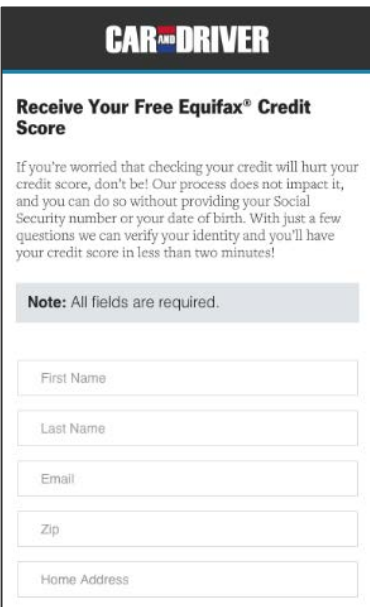 CAR AND DRIVER
Receive Your Free Equifax® Credit
Score
If you're worried that checking your credit will hurt your
credit score, don't be! Our process does not impact it,
and you can do so without providing your Social
Security number or your date of birth. With just a few
questions we can verify your identity and you'll have
your credit score in less than two minutes!
Note: All fields are required.
First Name
Last Name
Email
Zip
Home Address